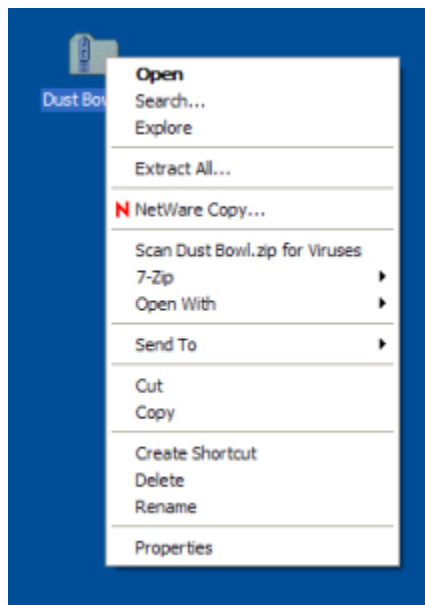 Dust Bow
Open
Search...
Explore
Extract All...
N NetWare Copy...
Scan Dust Bowl.zip for Viruses
7-Zip
Open With
Send To
Cut
Copy
Create Shortcut
Delete
Rename
Properties